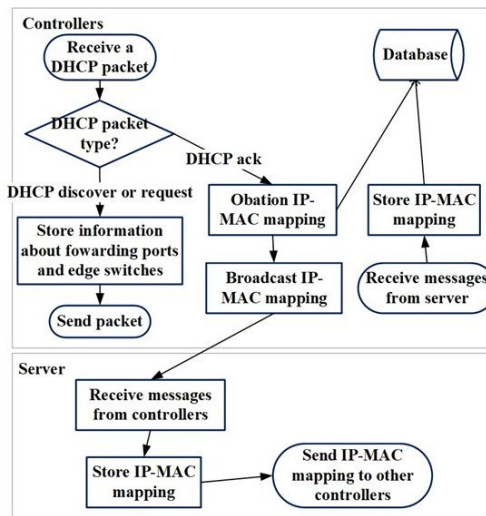 Controllers
Receive a
DHCP packet
Database
DHCP packet
type?
DHCP ack
DHCP discover or request
Obation IP-
MAC mapping
Store IP-MAC
mapping
Store information
about fowarding ports
and edge switches
Broadcast IP-
MAC mapping
Receive messages
from server
Send packet
Server
Receive messages
from controllers
Store IP-MAC
mapping
Send IP-MAC
mapping to other
controllers